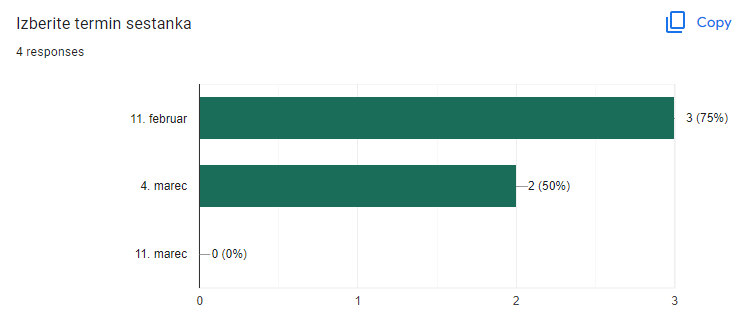 Izberite termin sestanka
Copy
4 responses
11. februar
3 (75%)
4. marec
2 (50%)
11. marec
0 (0%)
0
1
2
3